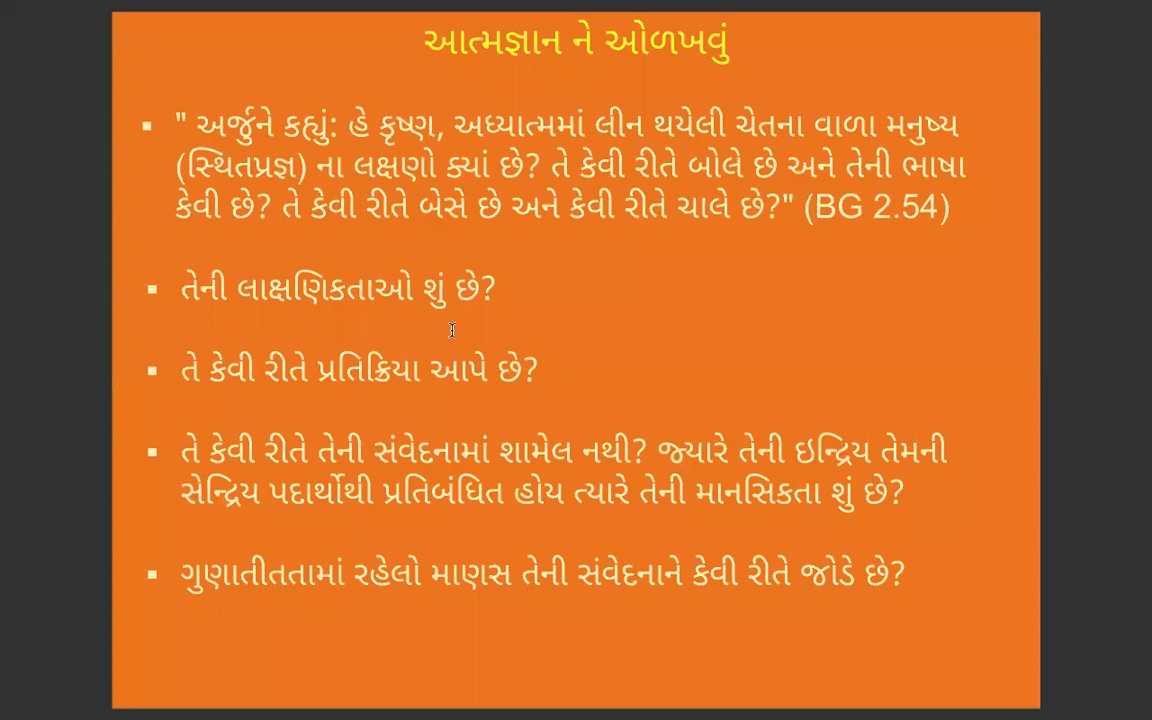 આત્મજ્ઞાન ને ઓળખવું
▪ " અર્જુને કહ્યું: હે કૃષ્ણ, અધ્યાત્મમાં લીન થયેલી ચેતના વાળા મનુષ્ય
(સ્થિતપ્રજ્ઞ) ના લક્ષણો ક્યાં છે? તે કેવી રીતે બોલે છે અને તેની ભાષા
કેવી છે? તે કેવી રીતે બેસે છે અને કેવી રીતે ચાલે છે?" (BG 2.54)
▪ તેની લાક્ષણિકતાઓ શું છે?
▪ તે કેવી રીતે પ્રતિક્રિયા આપે છે?
▪ તે કેવી રીતે તેની સંવેદનામાં શામેલ નથી? જ્યારે તેની ઇન્દ્રિય તેમની
સેન્દ્રિય પદાર્થોથી પ્રતિબંધિત હોય ત્યારે તેની માનસિકતા શું છે?
▪ ગુણાતીતતામાં રહેલો માણસ તેની સંવેદનાને કેવી રીતે જોડે છે?